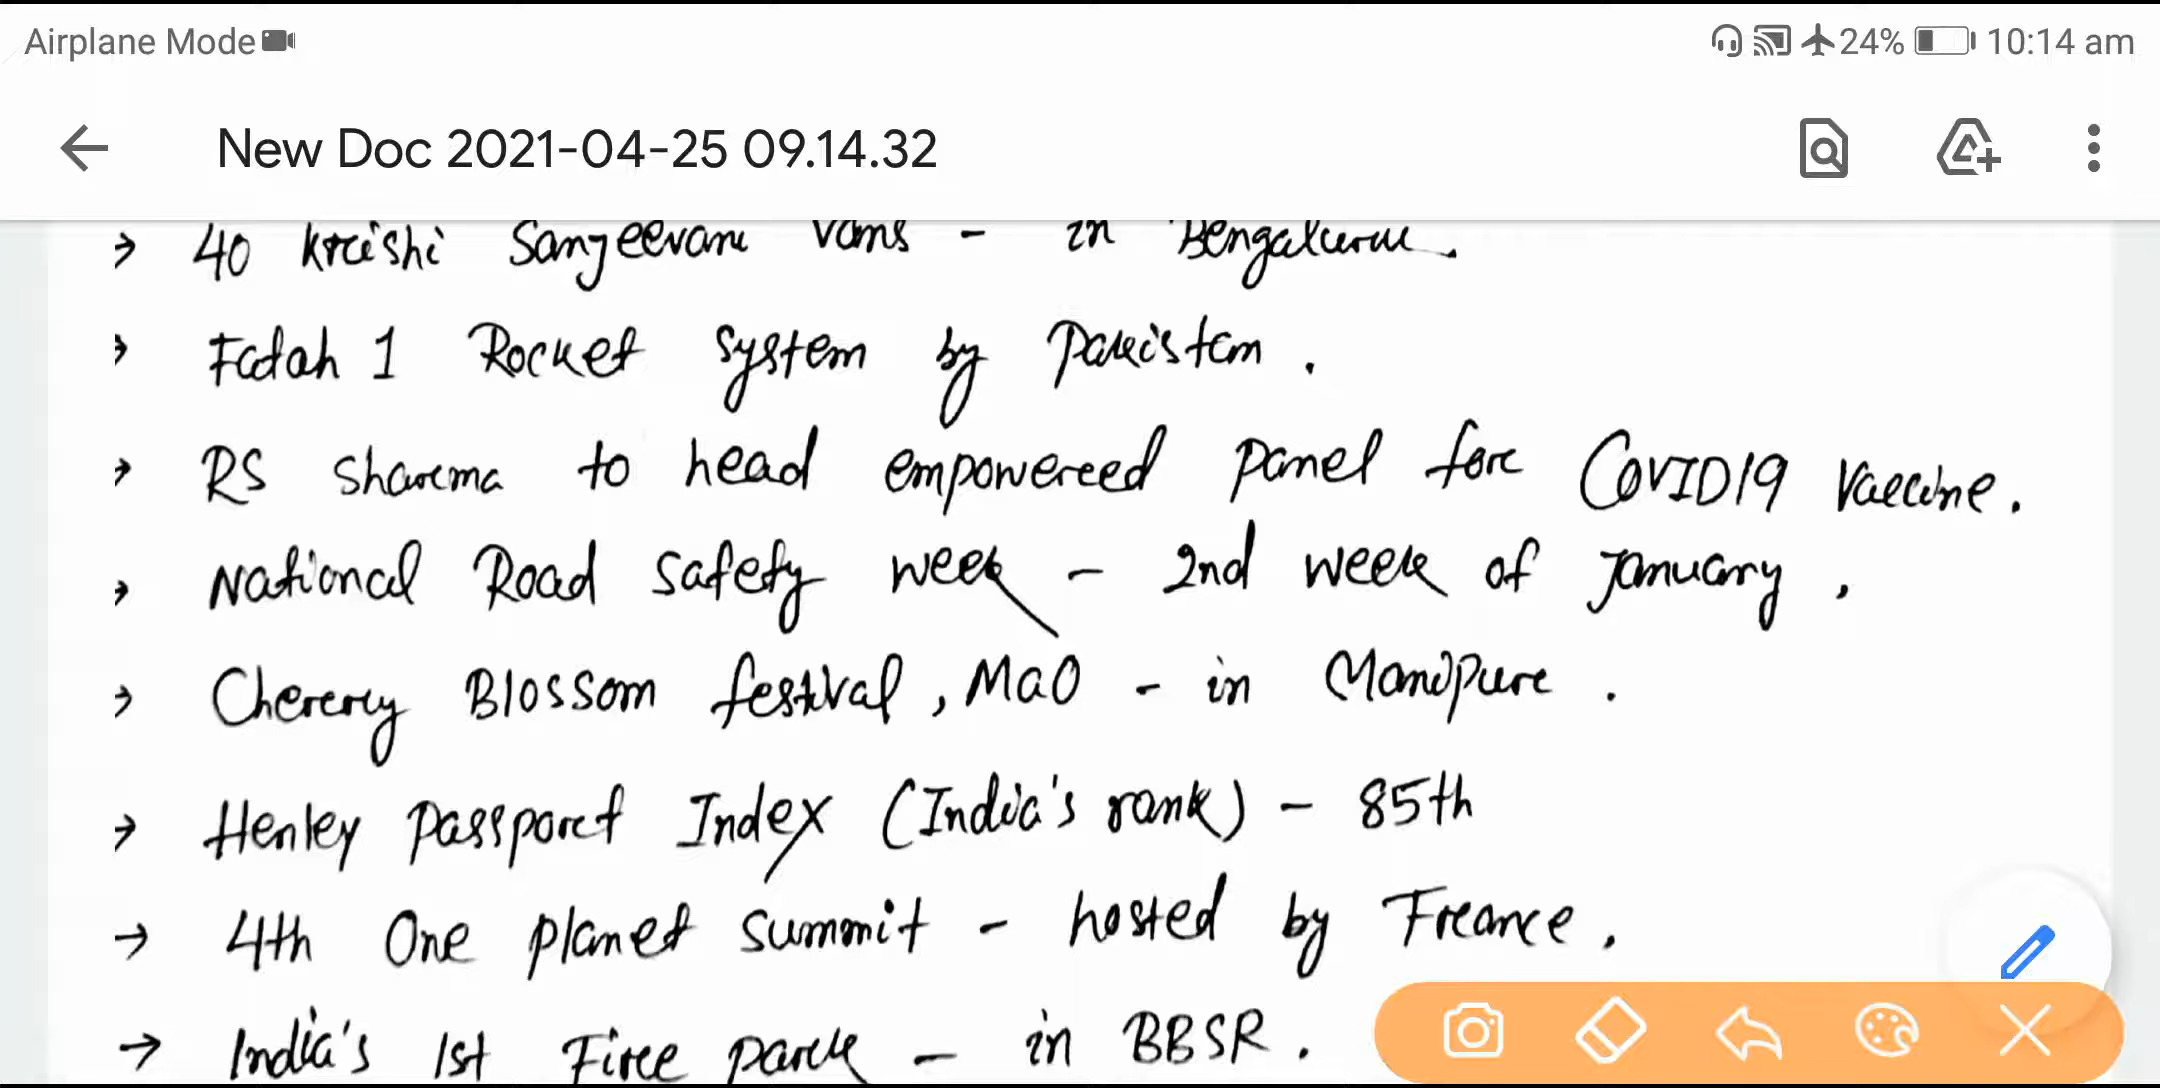 Airplane Mode 24% 10:14 am
New Doc 2021-04-25 09.14.32
→ 40 Krishi Sanjeevani Vans - in Bengaluru.
→ Fatah 1 Rocket System by Pakistan.
→ RS Sharma to head empowered Panel for COVID19 Vaccine.
→ National Road Safety week - 2nd week of January.
→ Cherry Blossom festival, Mao - in Manipur.
→ Henley Passport Index (India's rank) - 85th
→ 4th One planet summit - hosted by France.
→ India's 1st Fire park - in BBSR.